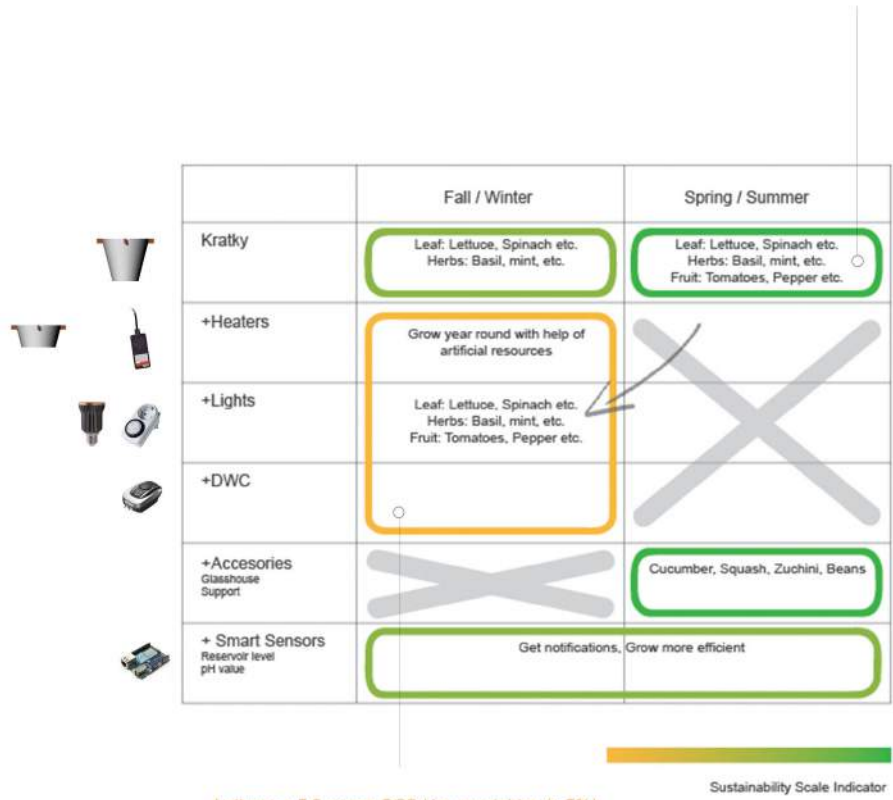 Fall / Winter
Spring / Summer
Kratky
Leaf: Lettuce, Spinach etc.
Herbs: Basil, mint, etc.
Leaf: Lettuce, Spinach etc.
Herbs: Basil, mint, etc.
Fruit: Tomatoes, Pepper etc.
+Heaters
Grow year round with help of
artificial resources
+Lights
Leaf: Lettuce, Spinach etc.
Herbs: Basil, mint, etc.
Fruit: Tomatoes, Pepper etc.
+DWC
+Accesories
Glasshouse
Support
Cucumber, Squash, Zuchini, Beans
+ Smart Sensors
Reservoir level
pH value
Get notifications, Grow more efficient
Sustainability Scale Indicator